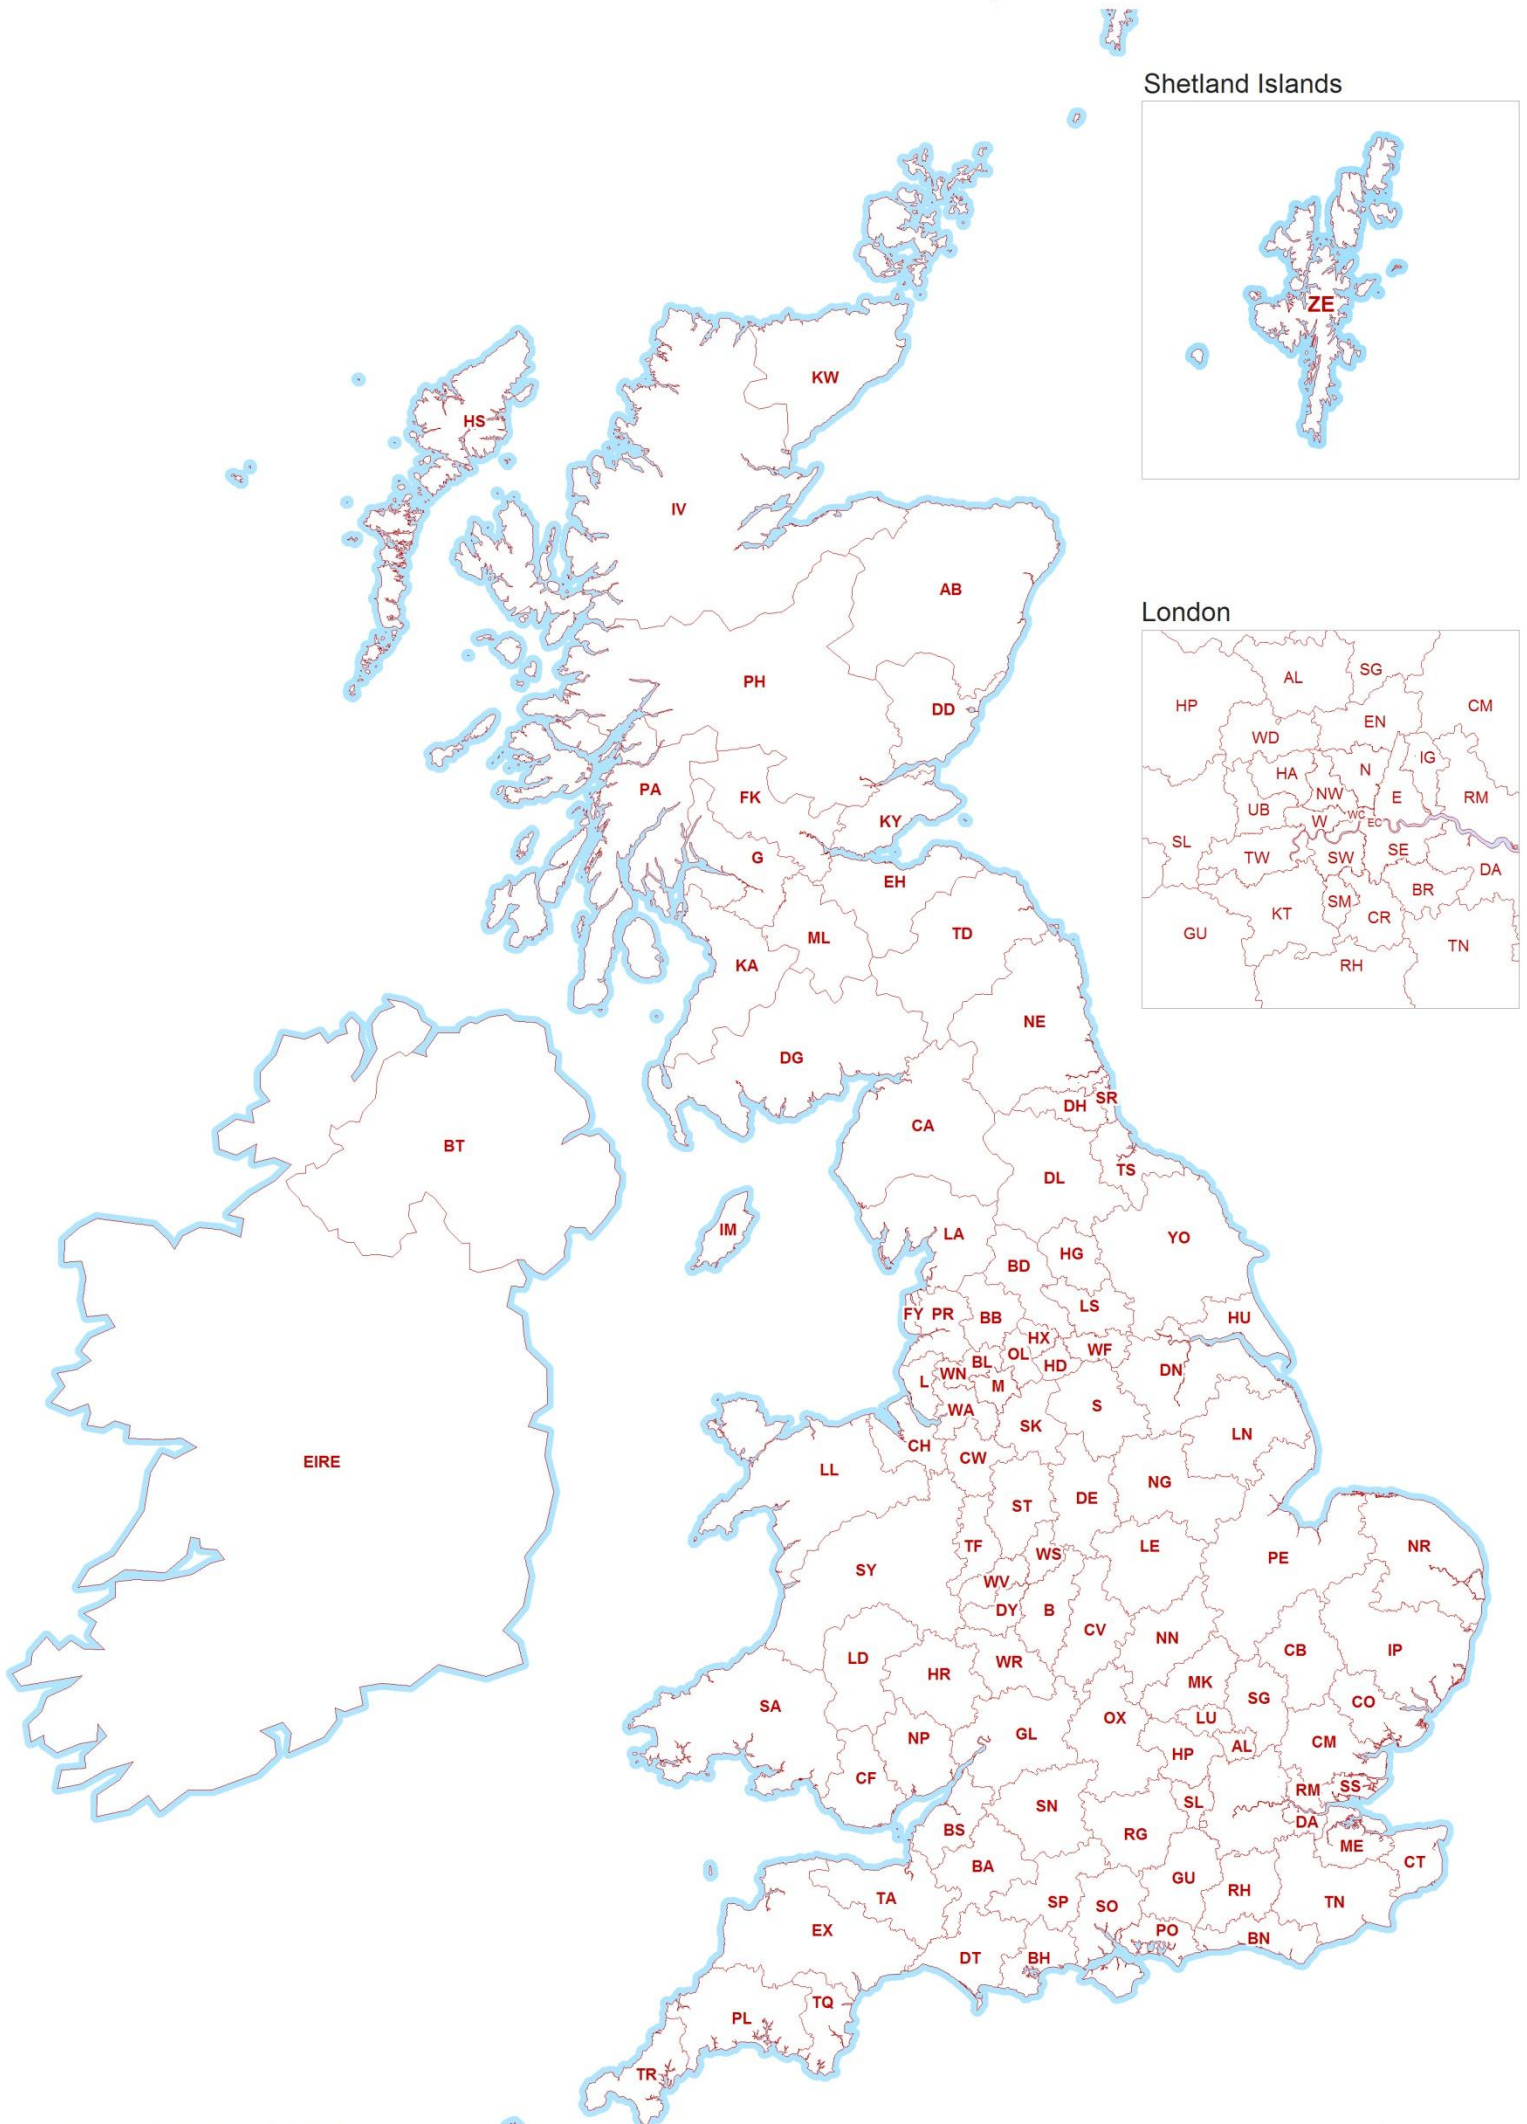 Shetland Islands
ZE
KW
HS
IV
AB
PH
DD
PA
FK
KY
G
EH
ML
TD
KA
NE
DG
SR
DH
CA
BT
TS
DL
IM
LA
YO
HG
BD
LS
FY
PR
BB
HU
HX
WF
OL
BL
HD
DN
WN
L
M
WA
S
SK
LN
CH
CW
EIRE
LL
NG
DE
ST
TF
LE
NR
WS
PE
SY
WV
DY
B
CV
NN
CB
IP
LD
WR
HR
MK
SG
CO
SA
LU
OX
GL
NP
CM
AL
HP
CF
SS
RM
SL
SN
DA
BS
RG
ME
CT
BA
GU
RH
TA
SP
TN
SO
EX
PO
BN
DT
BH
TQ
PL
TR
London
SG
AL
HP
CM
EN
WD
IG
N
HA
NW
E
RM
UB
WC
W
EC
SL
SE
TW
SW
DA
BR
SM
KT
CR
GU
TN
RH